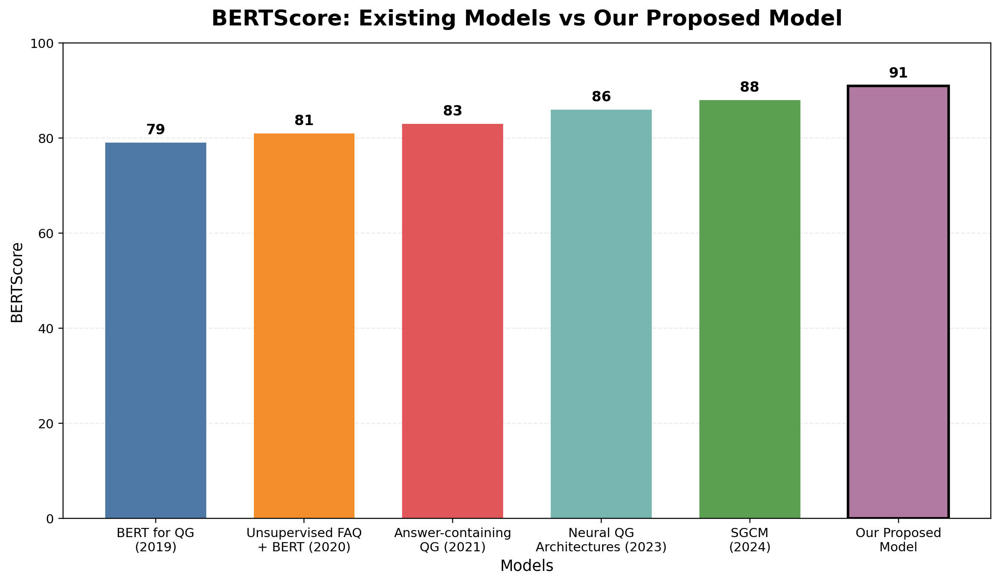 BERTScore: Existing Models vs Our Proposed Model
100
80
60
40
20
0
BERTScore
79
81
83
86
88
91
BERT for QG
(2019)
Unsupervised FAQ
+ BERT (2020)
Answer-containing
QG (2021)
Neural QG
Architectures (2023)
SGCM
(2024)
Our Proposed
Model
Models